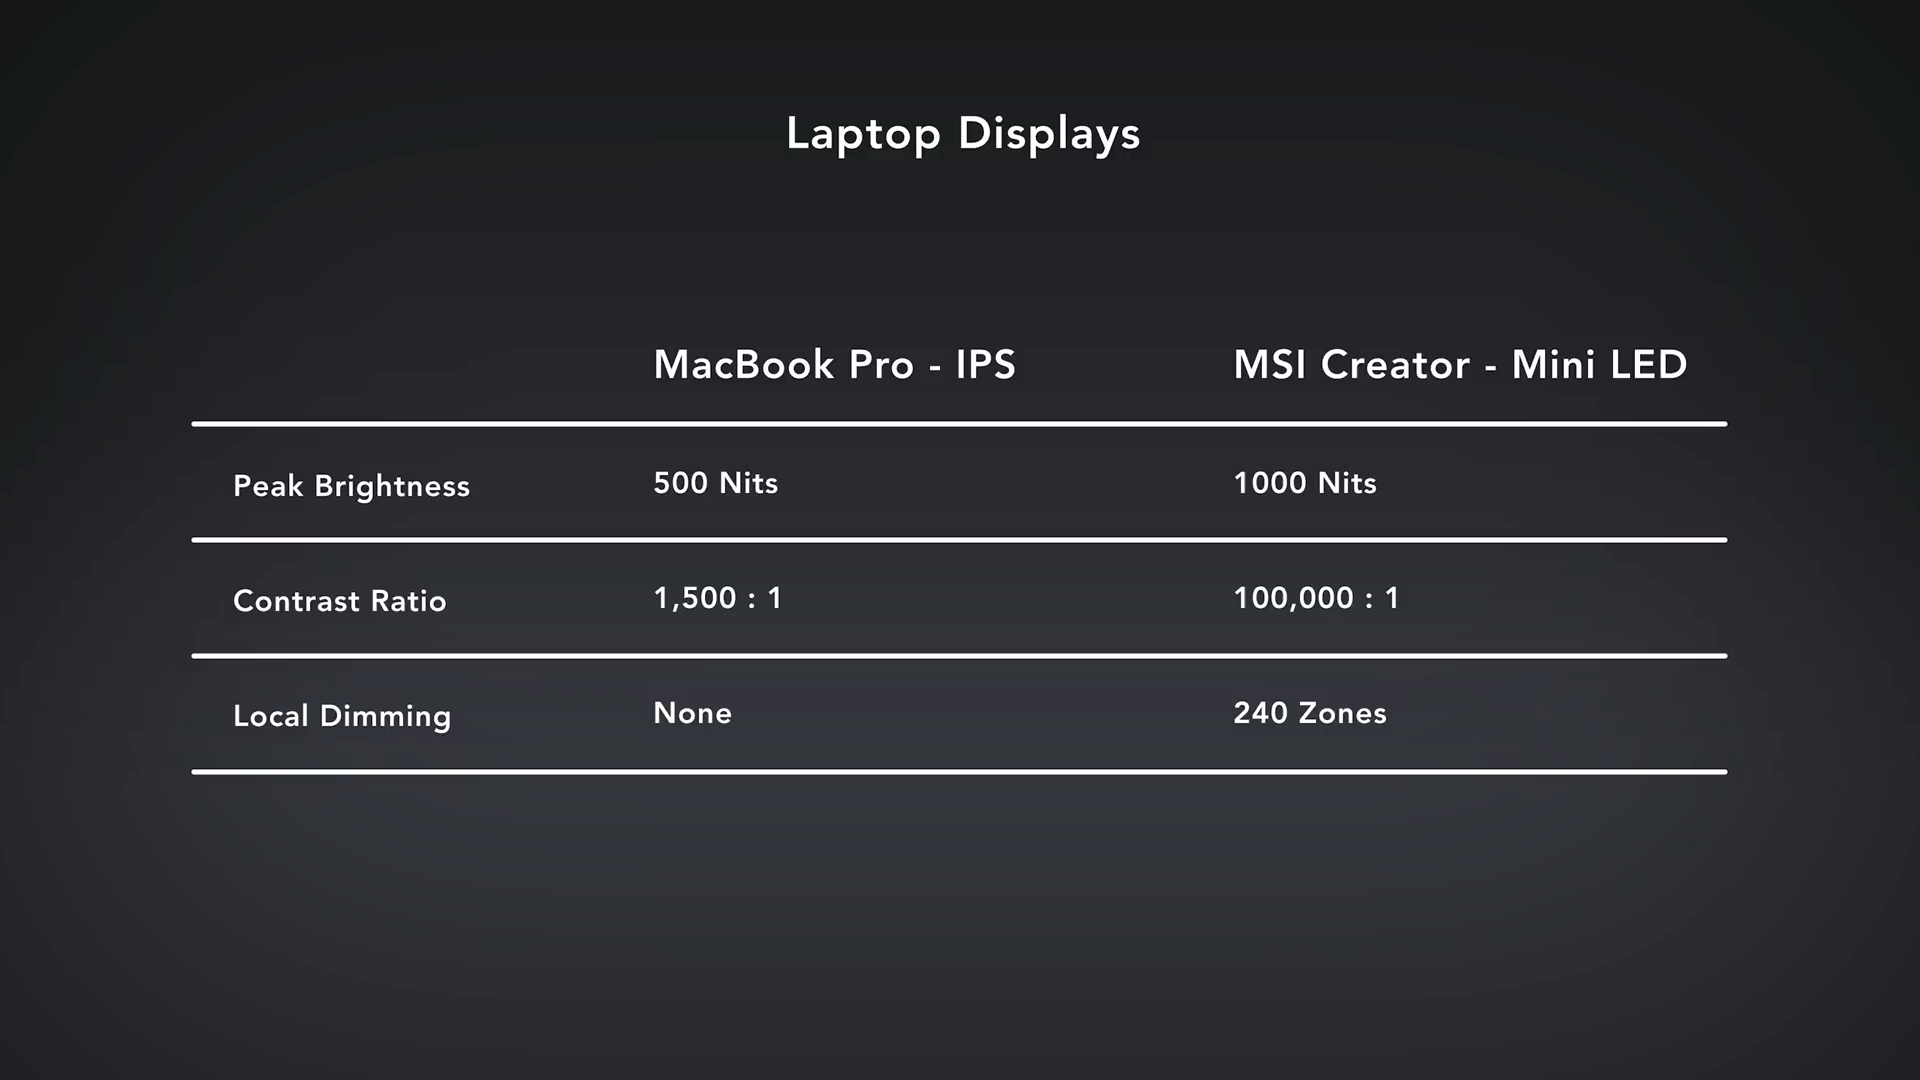 Laptop Displays
MacBook Pro - IPS MSI Creator - Mini LED
Peak Brightness 500 Nits 1000 Nits
Contrast Ratio 1,500 : 1 100,000 : 1
Local Dimming None 240 Zones